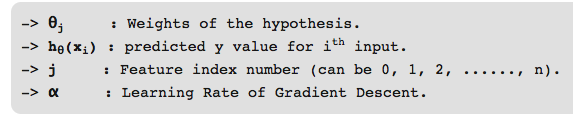 -> θj : Weights of the hypothesis.
-> hθ(xi) : predicted y value for ith input.
-> j : Feature index number (can be 0, 1, 2, ......, n).
-> α : Learning Rate of Gradient Descent.